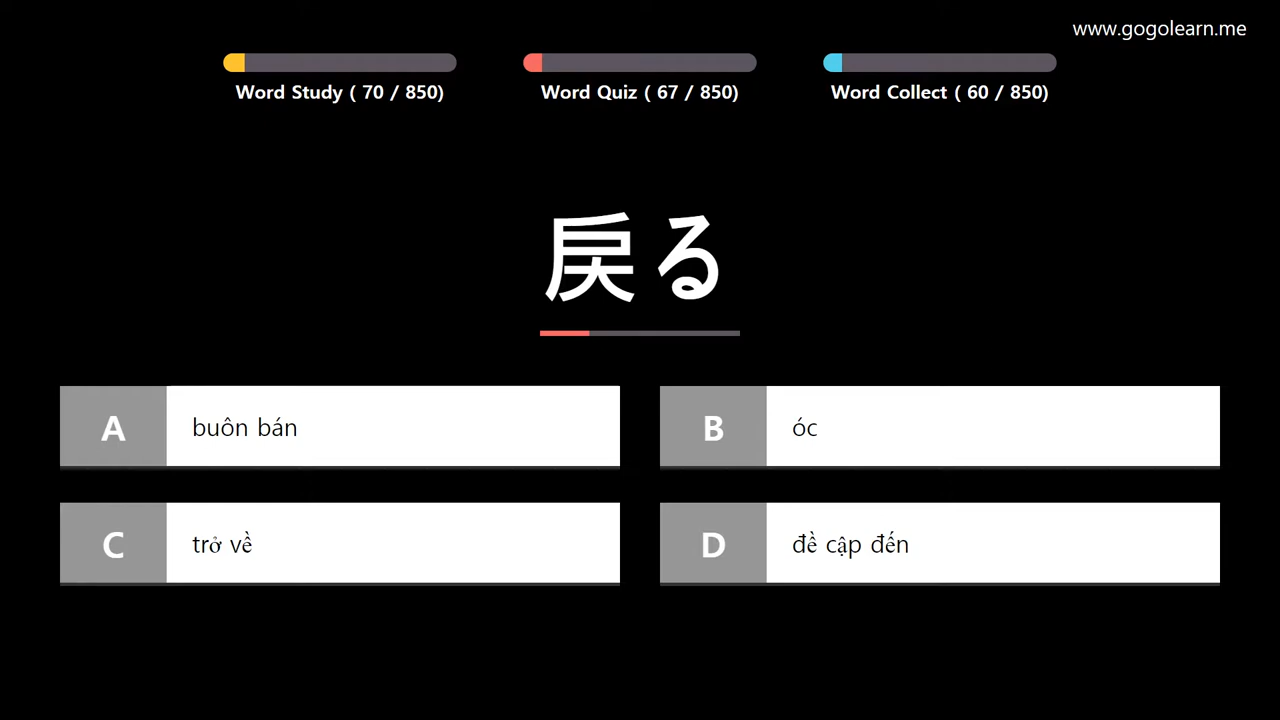 www.gogolearn.me
Word Study ( 70 / 850)
Word Quiz ( 67 / 850)
Word Collect ( 60 / 850)
戻る
A buôn bán
B óc
C trở về
D đề cập đến